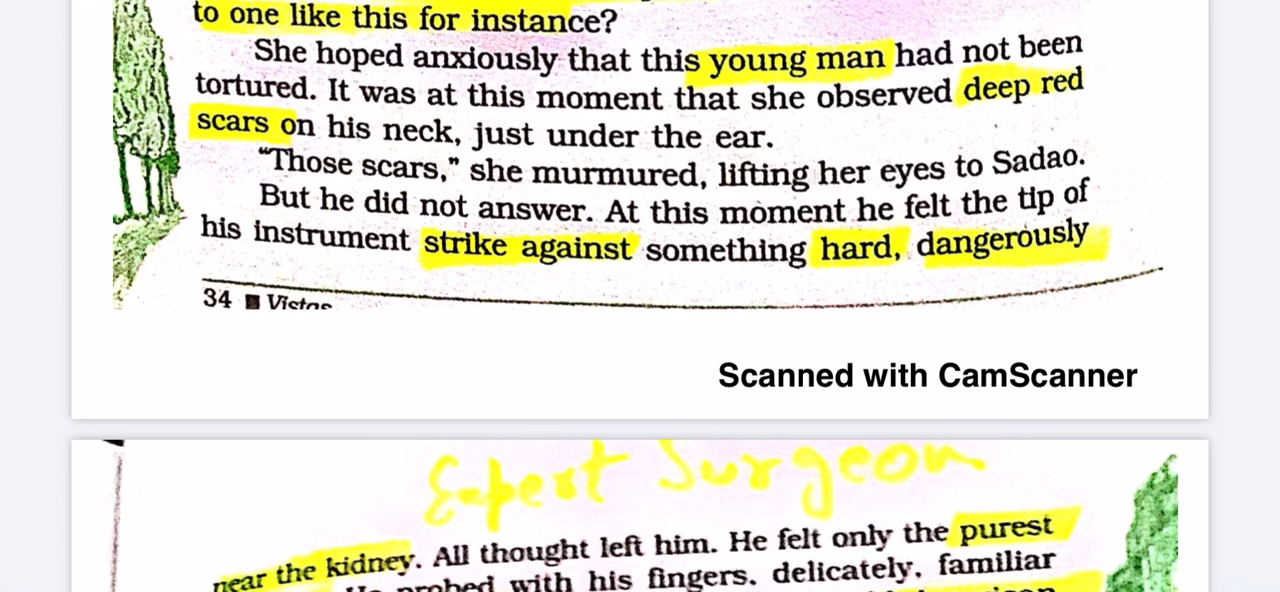 to one like this for instance?
She hoped anxiously that this young man had not been
tortured. It was at this moment that she observed deep red
scars on his neck, just under the ear.
“Those scars,” she murmured, lifting her eyes to Sadao.
But he did not answer. At this moment he felt the tip of
his instrument strike against something hard, dangerously
34 ■ Vistas
Scanned with CamScanner
Expert Surgeon
near the kidney. All thought left him. He felt only the purest
probed with his fingers, delicately, familiar